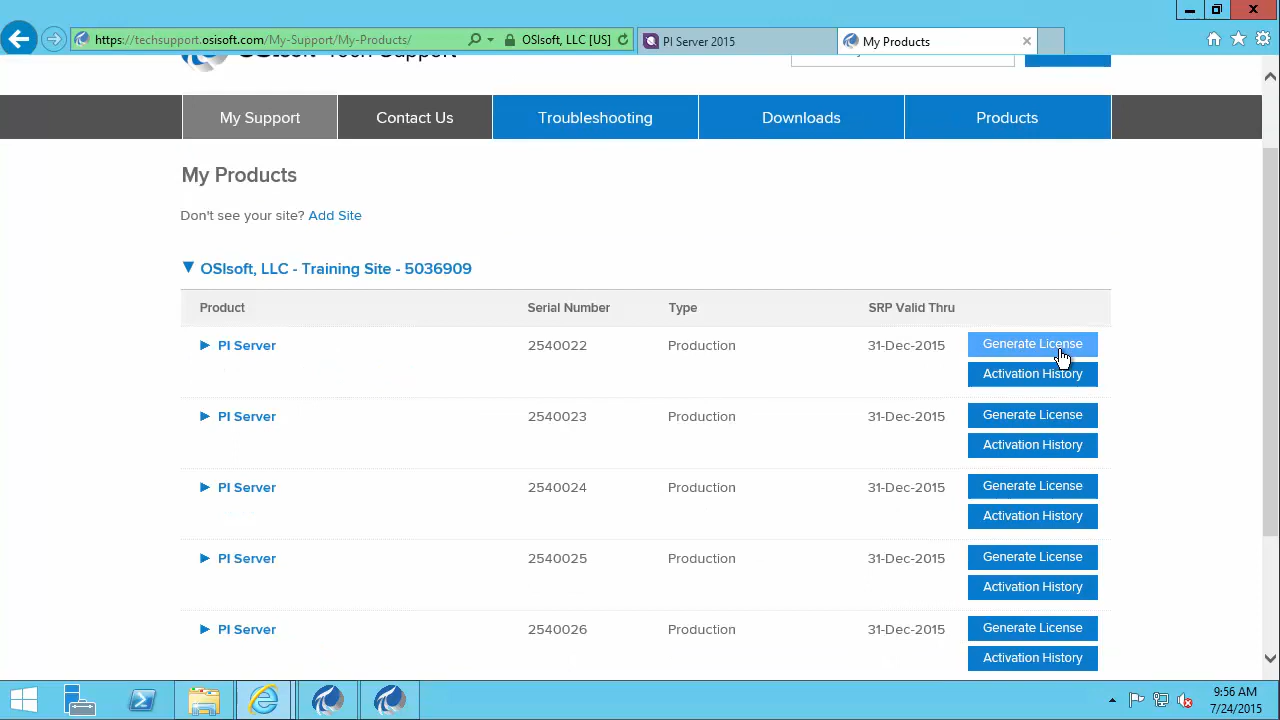 https://techsupport.osisoft.com/My-Support/My-Products/
OSIsoft, LLC [US]
PI Server 2015
My Products
My Support
Contact Us
Troubleshooting
Downloads
Products
My Products
Don't see your site? Add Site
OSIsoft, LLC - Training Site - 5036909
Product Serial Number Type SRP Valid Thru
PI Server 2540022 Production 31-Dec-2015 Generate License
Activation History
PI Server 2540023 Production 31-Dec-2015 Generate License
Activation History
PI Server 2540024 Production 31-Dec-2015 Generate License
Activation History
PI Server 2540025 Production 31-Dec-2015 Generate License
Activation History
PI Server 2540026 Production 31-Dec-2015 Generate License
Activation History
9:56 AM
7/24/2015